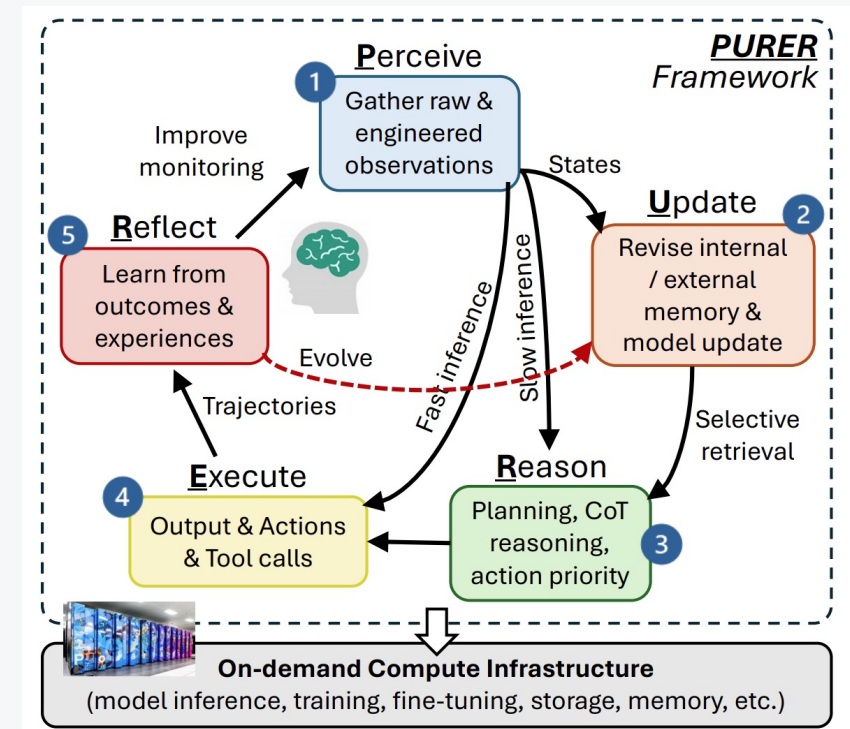 PURER
Framework
Perceive
1
Gather raw &
engineered
observations
Improve
monitoring
States
Update
2
Revise internal
/ external
memory &
model update
Reflect
5
Learn from
outcomes &
experiences
Evolve
Fast inference
Slow inference
Trajectories
Selective
retrieval
Execute
4
Output & Actions
& Tool calls
Reason
3
Planning, CoT
reasoning,
action priority
On-demand Compute Infrastructure
(model inference, training, fine-tuning, storage, memory, etc.)